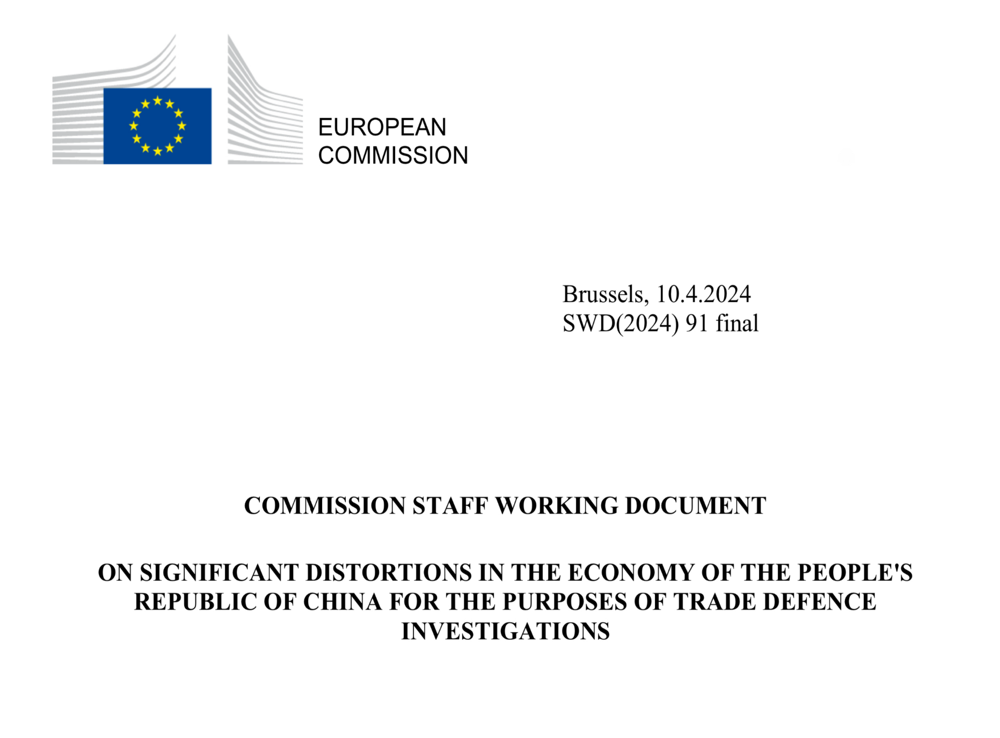 EUROPEAN
COMMISSION
Brussels, 10.4.2024
SWD(2024) 91 final
COMMISSION STAFF WORKING DOCUMENT
ON SIGNIFICANT DISTORTIONS IN THE ECONOMY OF THE PEOPLE'S
REPUBLIC OF CHINA FOR THE PURPOSES OF TRADE DEFENCE
INVESTIGATIONS